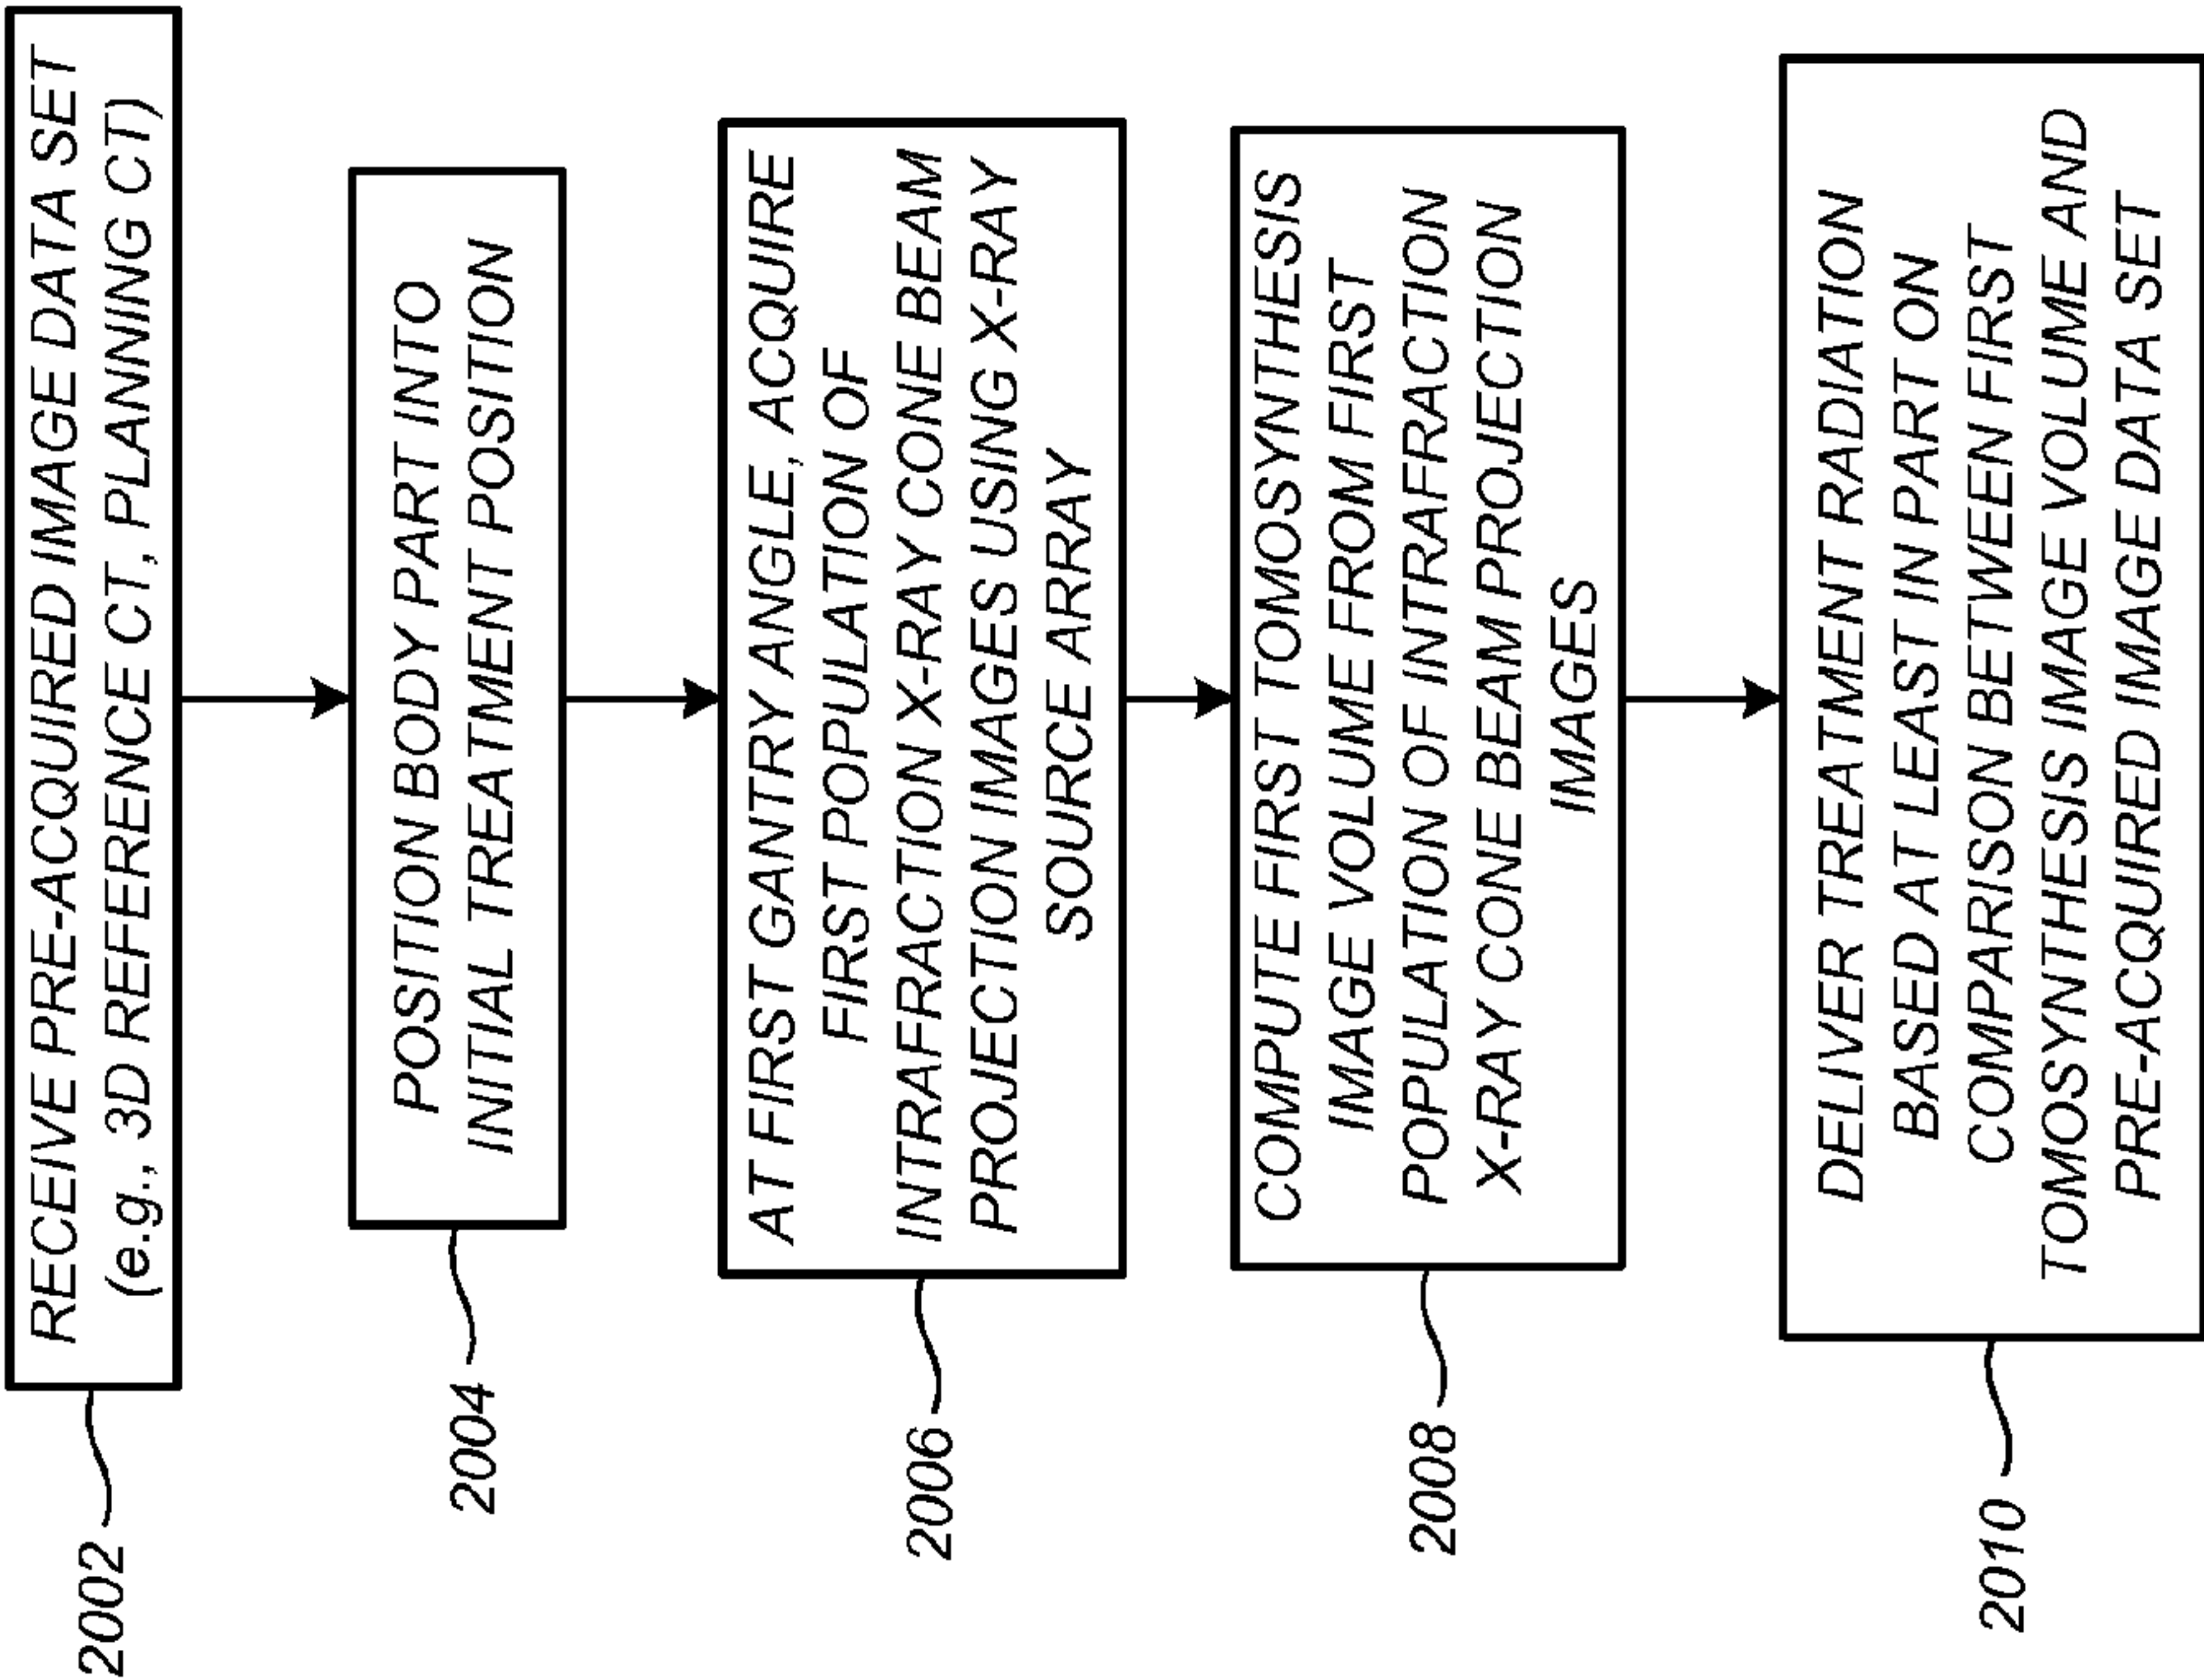 2002
RECEIVE PRE-ACQUIRED IMAGE DATA SET
(e.g., 3D REFERENCE CT, PLANNING CT)
2004
POSITION BODY PART INTO
INITIAL TREATMENT POSITION
2006
AT FIRST GANTRY ANGLE, ACQUIRE
FIRST POPULATION OF
INTRAFRACTION X-RAY CONE BEAM
PROJECTION IMAGES USING X-RAY
SOURCE ARRAY
2008
COMPUTE FIRST TOMOSYNTHESIS
IMAGE VOLUME FROM FIRST
POPULATION OF INTRAFRACTION
X-RAY CONE BEAM PROJECTION
IMAGES
2010
DELIVER TREATMENT RADIATION
BASED AT LEAST IN PART ON
COMPARISON BETWEEN FIRST
TOMOSYNTHESIS IMAGE VOLUME AND
PRE-ACQUIRED IMAGE DATA SET